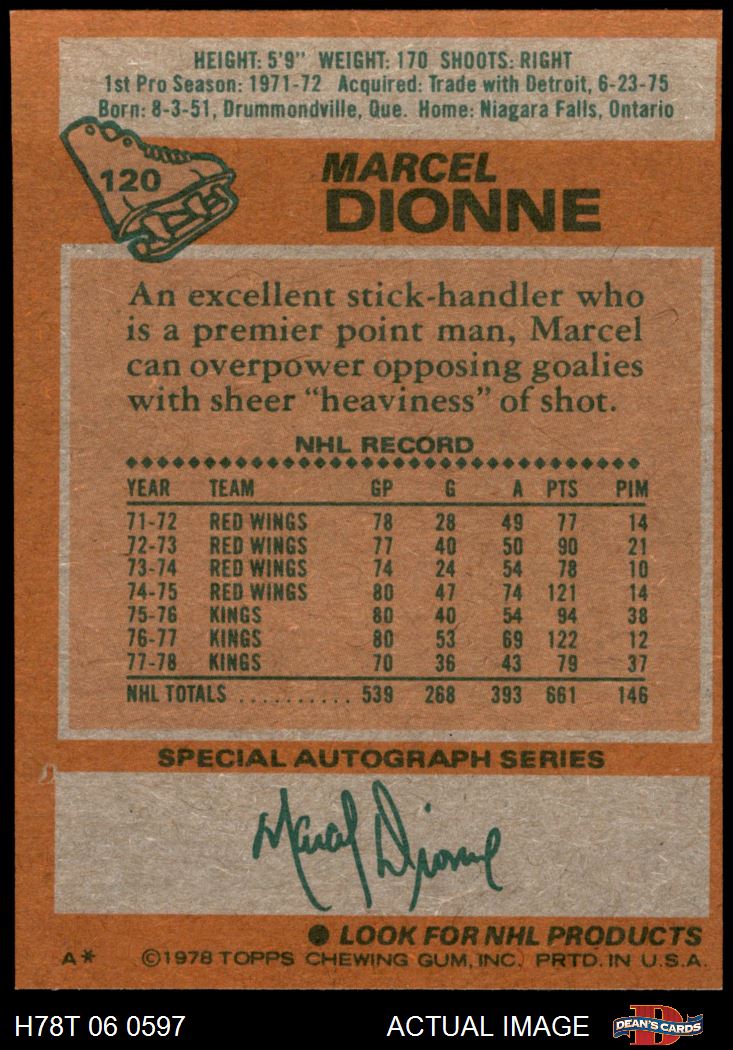 HEIGHT: 5'9" WEIGHT: 170 SHOOTS: RIGHT
1st Pro Season: 1971-72 Acquired: Trade with Detroit, 6-23-75
Born: 8-3-51, Drummondville, Que. Home: Niagara Falls, Ontario
120
MARCEL
DIONNE
An excellent stick-handler who
is a premier point man, Marcel
can overpower opposing goalies
with sheer "heaviness" of shot.
NHL RECORD
YEAR TEAM GP G A PTS PIM
71-72 RED WINGS 78 28 49 77 14
72-73 RED WINGS 77 40 50 90 21
73-74 RED WINGS 74 24 54 78 10
74-75 RED WINGS 80 47 74 121 14
75-76 KINGS 80 40 54 94 38
76-77 KINGS 80 53 69 122 12
77-78 KINGS 70 36 43 79 37
NHL TOTALS .......... 539 268 393 661 146
SPECIAL AUTOGRAPH SERIES
Marcel Dionne
● LOOK FOR NHL PRODUCTS
A* ©1978 TOPPS CHEWING GUM, INC. PRTD. IN U.S.A.
H78T 06 0597 ACTUAL IMAGE D DEAN'S CARDS